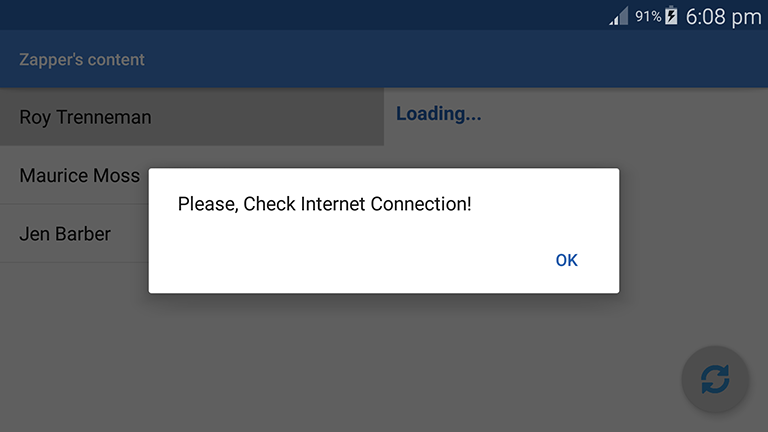 91% 6:08 pm
Zapper's content
Roy Trenneman
Loading...
Maurice Moss
Please, Check Internet Connection!
Jen Barber
OK